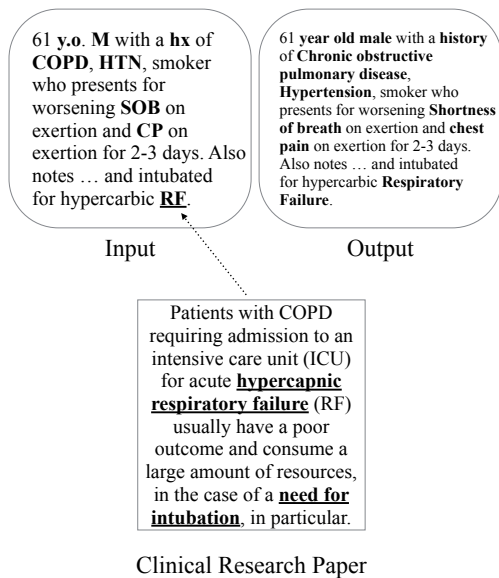 61 y.o. M with a hx of
COPD, HTN, smoker
who presents for
worsening SOB on
exertion and CP on
exertion for 2-3 days. Also
notes … and intubated
for hypercarbic RF.
Input
61 year old male with a history
of Chronic obstructive
pulmonary disease,
Hypertension, smoker who
presents for worsening Shortness
of breath on exertion and chest
pain on exertion for 2-3 days.
Also notes … and intubated
for hypercarbic Respiratory
Failure.
Output
Patients with COPD
requiring admission to an
intensive care unit (ICU)
for acute hypercapnic
respiratory failure (RF)
usually have a poor
outcome and consume a
large amount of resources,
in the case of a need for
intubation, in particular.
Clinical Research Paper